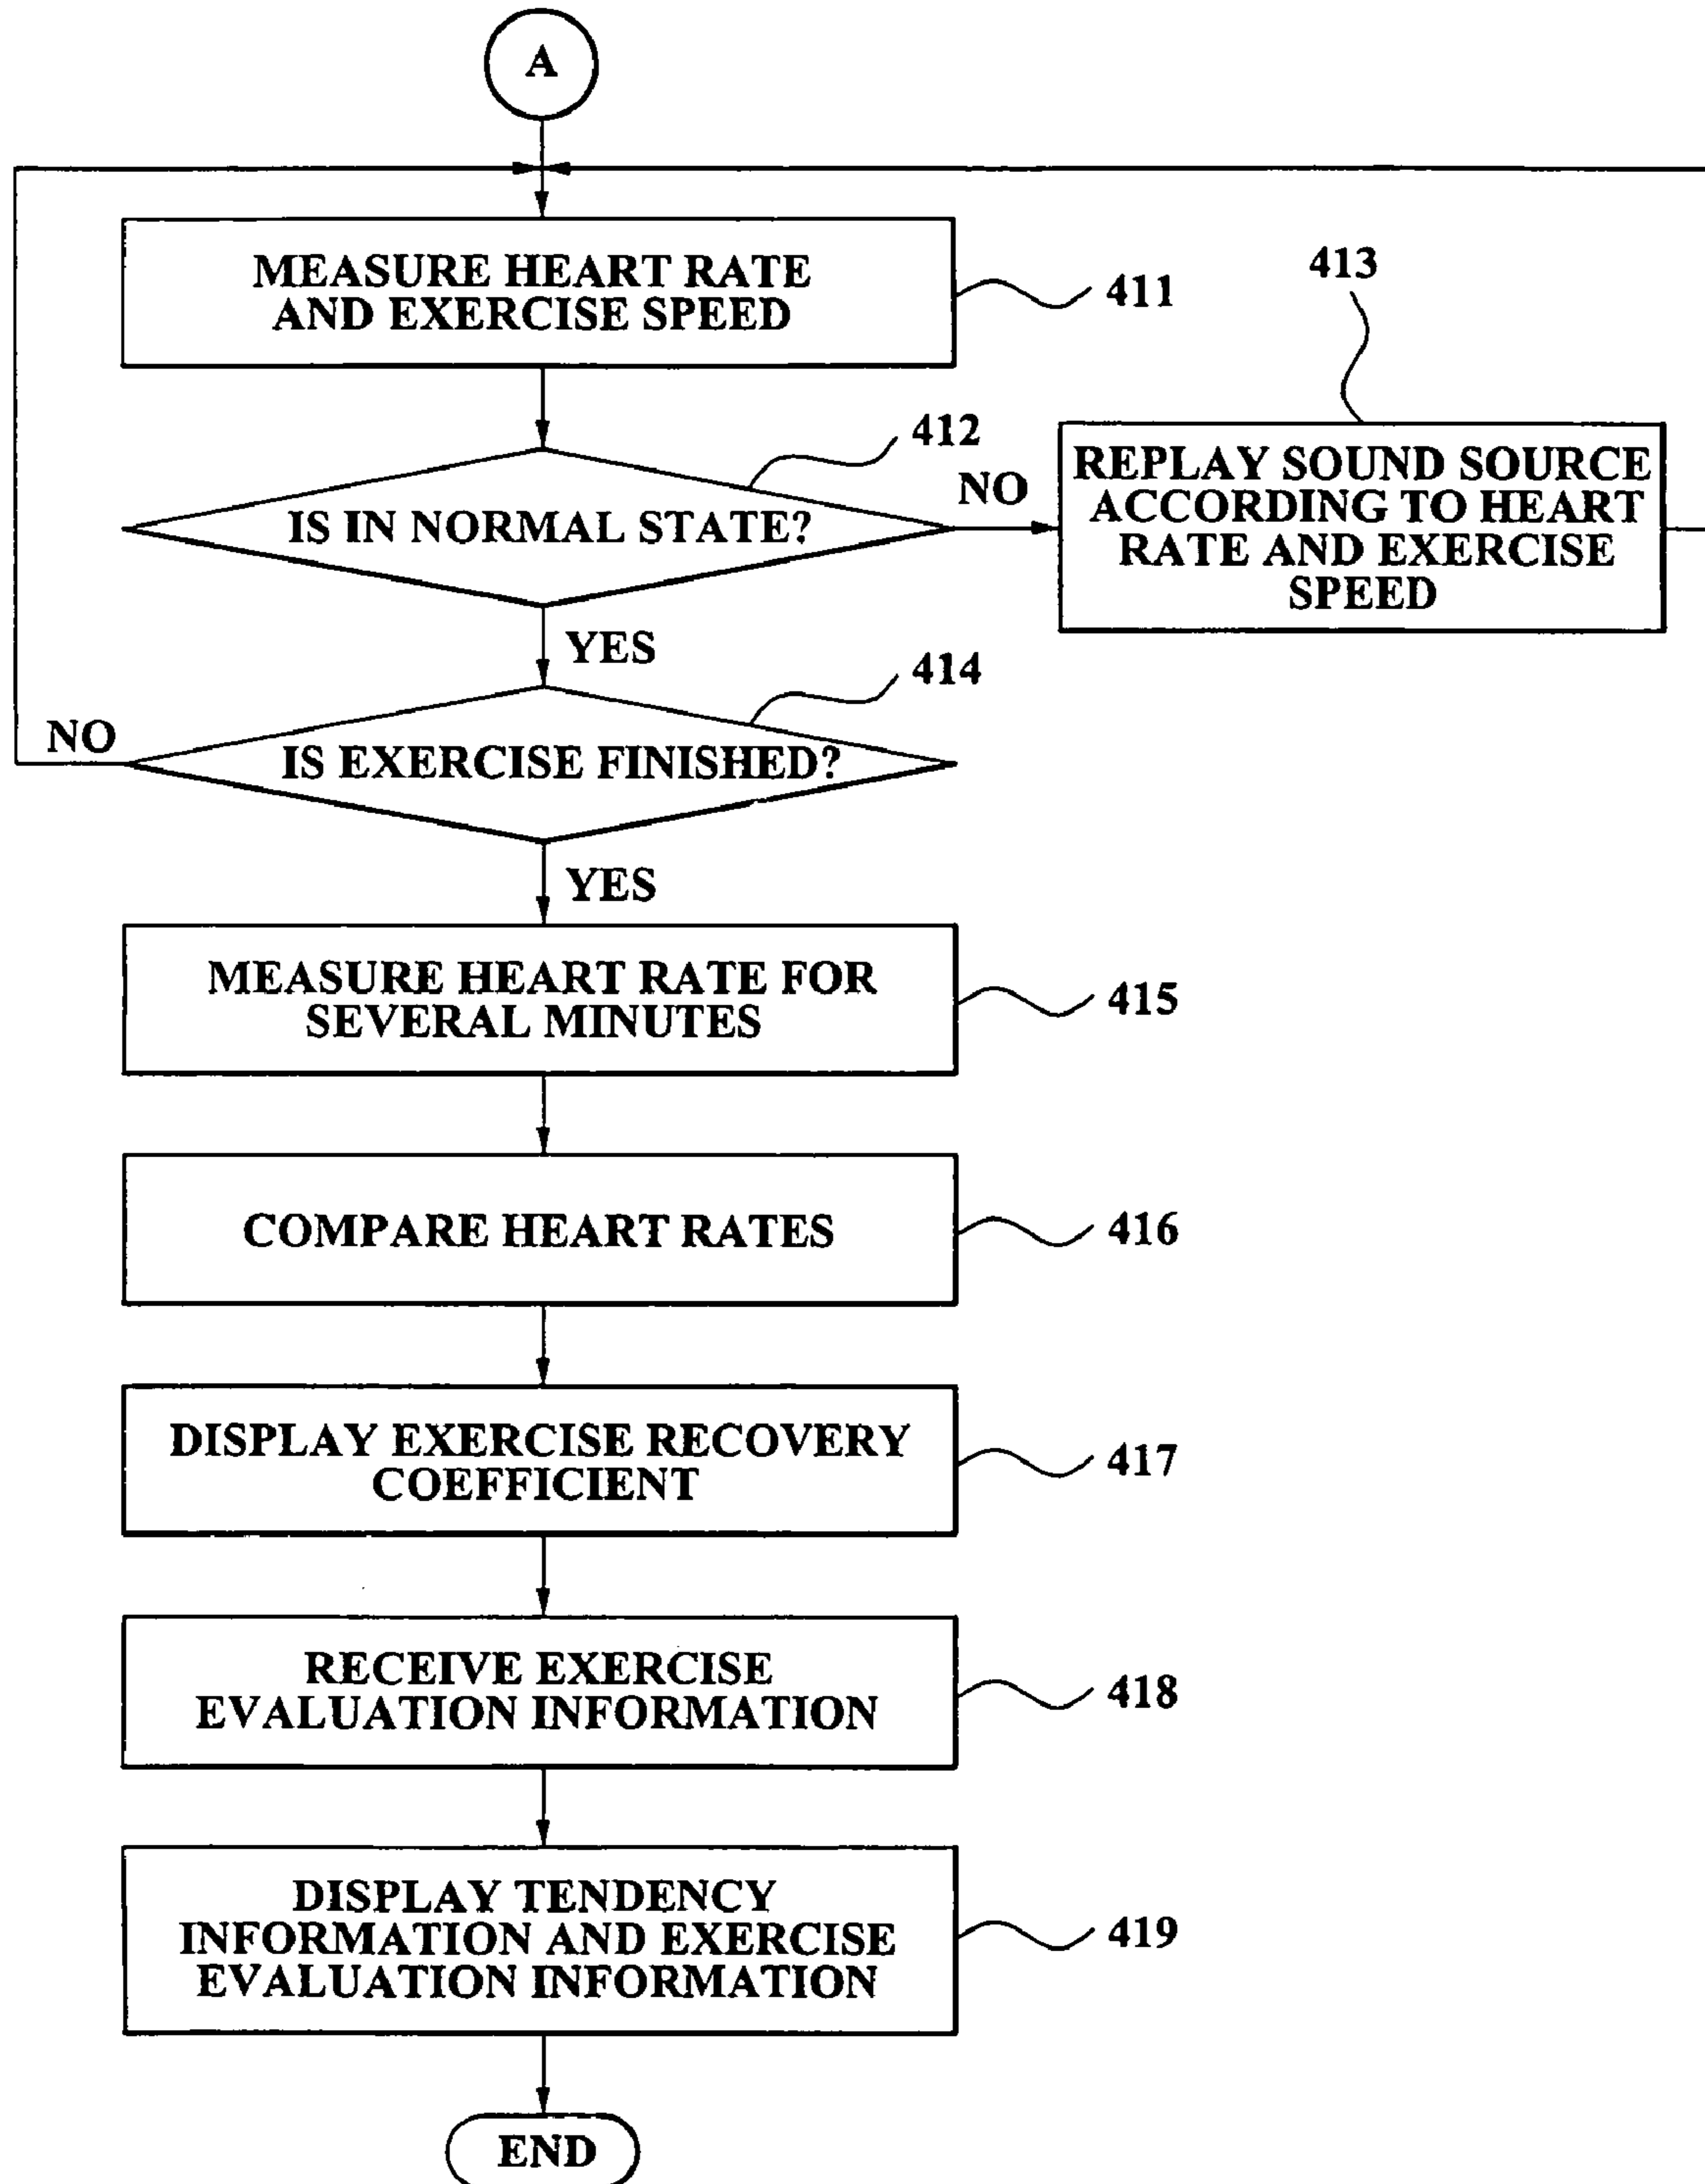 A
MEASURE HEART RATE
AND EXERCISE SPEED
411
412
IS IN NORMAL STATE?
NO
413
REPLAY SOUND SOURCE
ACCORDING TO HEART
RATE AND EXERCISE
SPEED
YES
414
IS EXERCISE FINISHED?
NO
YES
MEASURE HEART RATE FOR
SEVERAL MINUTES
415
COMPARE HEART RATES
416
DISPLAY EXERCISE RECOVERY
COEFFICIENT
417
RECEIVE EXERCISE
EVALUATION INFORMATION
418
DISPLAY TENDENCY
INFORMATION AND EXERCISE
EVALUATION INFORMATION
419
END